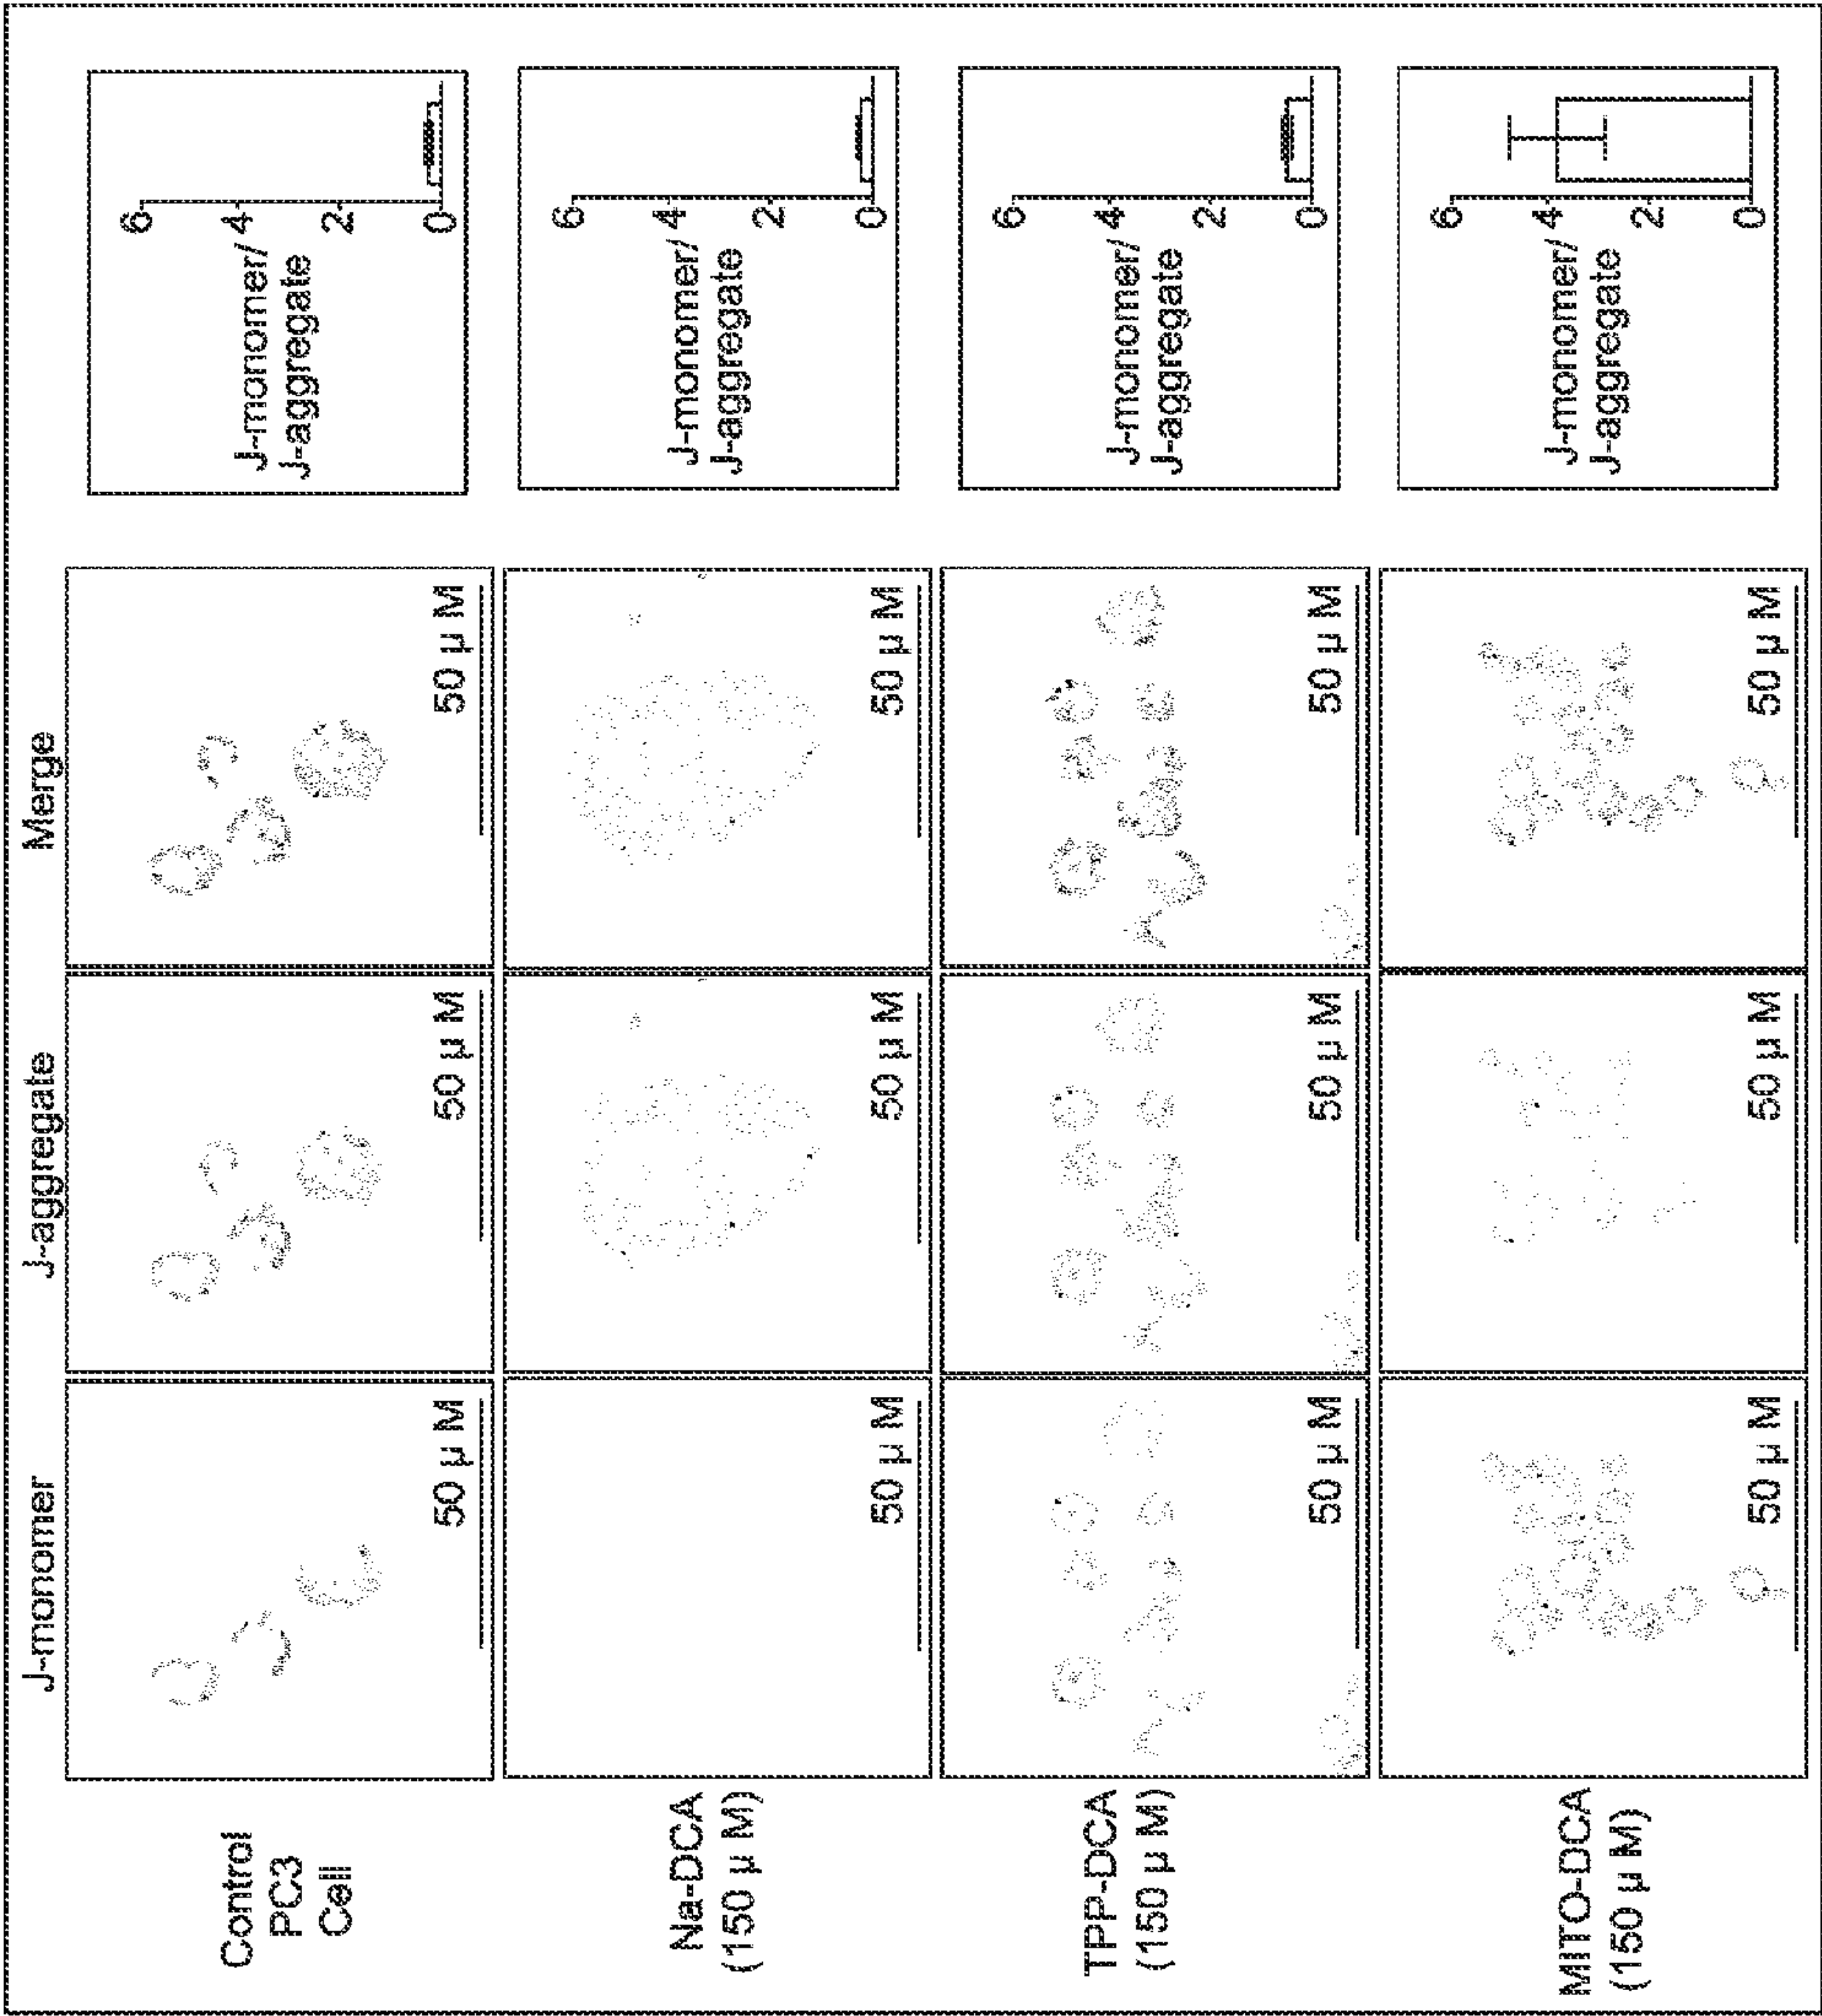 J-monomer
J-aggregate
Merge
Control
PC3
Cell
50 μ M
50 μ M
50 μ M
J-monomer/
J-aggregate
6
4
2
0
Na-DCA
(150 μ M)
50 μ M
50 μ M
50 μ M
J-monomer/
J-aggregate
6
4
2
0
TPP-DCA
(150 μ M)
50 μ M
50 μ M
50 μ M
J-monomer/
J-aggregate
6
4
2
0
MITO-DCA
(150 μ M)
50 μ M
50 μ M
50 μ M
J-monomer/
J-aggregate
6
4
2
0